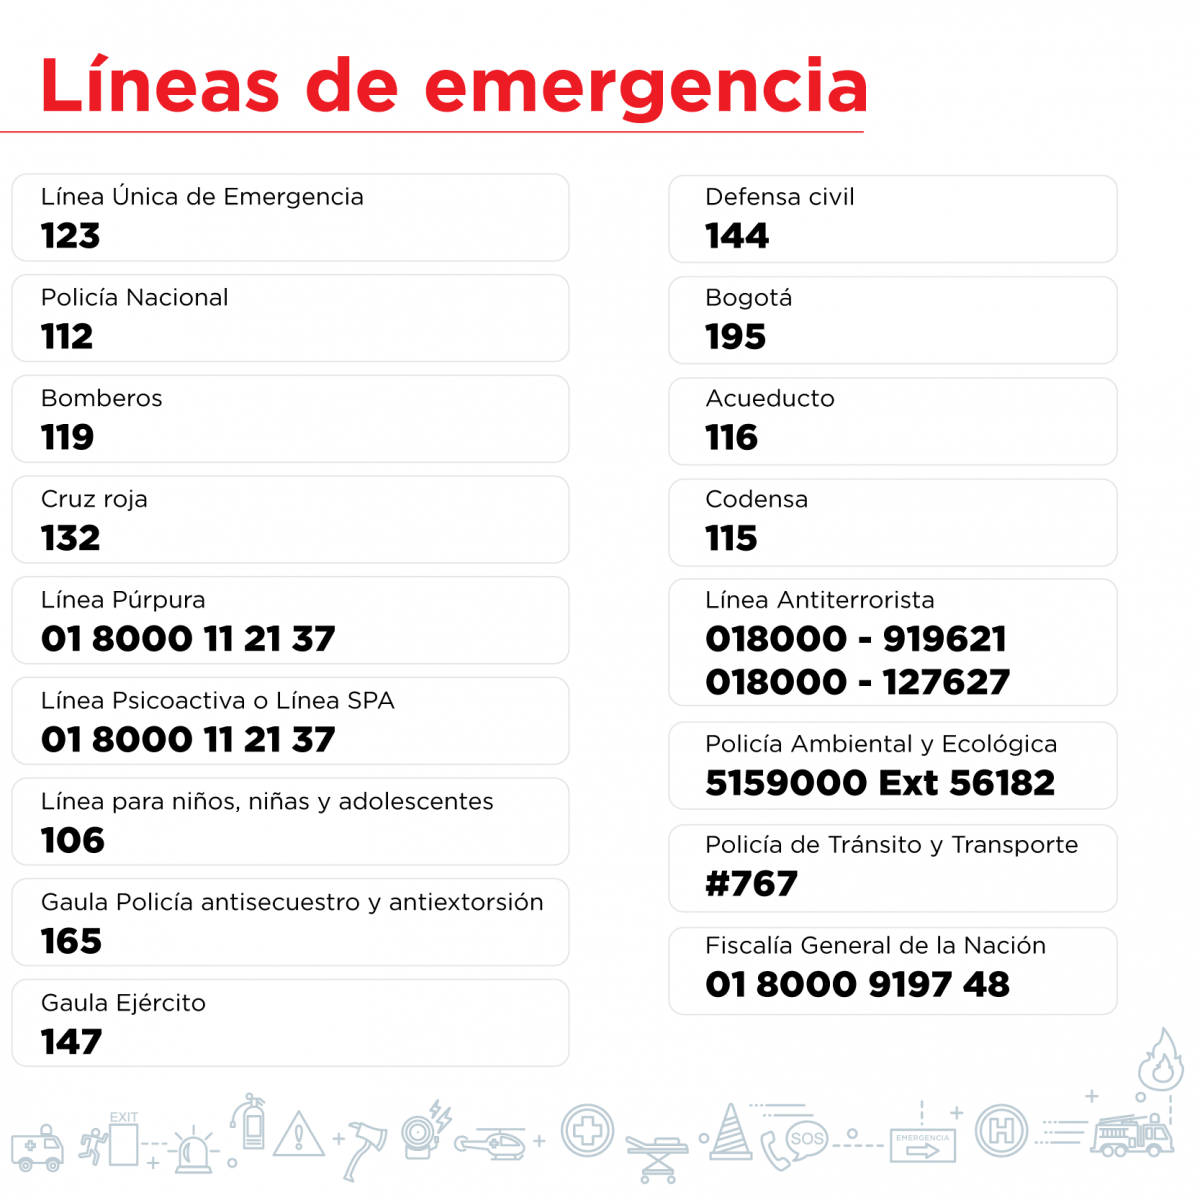 Líneas de emergencia
Línea Única de Emergencia
123
Policía Nacional
112
Bomberos
119
Cruz roja
132
Línea Púrpura
01 8000 11 21 37
Línea Psicoactiva o Línea SPA
01 8000 11 21 37
Línea para niños, niñas y adolescentes
106
Gaula Policía antisecuestro y antiextorsión
165
Gaula Ejército
147
Defensa civil
144
Bogotá
195
Acueducto
116
Codensa
115
Línea Antiterrorista
018000 - 919621
018000 - 127627
Policía Ambiental y Ecológica
5159000 Ext 56182
Policía de Tránsito y Transporte
#767
Fiscalía General de la Nación
01 8000 9197 48
EXIT
SOS
EMERGENCIA
H